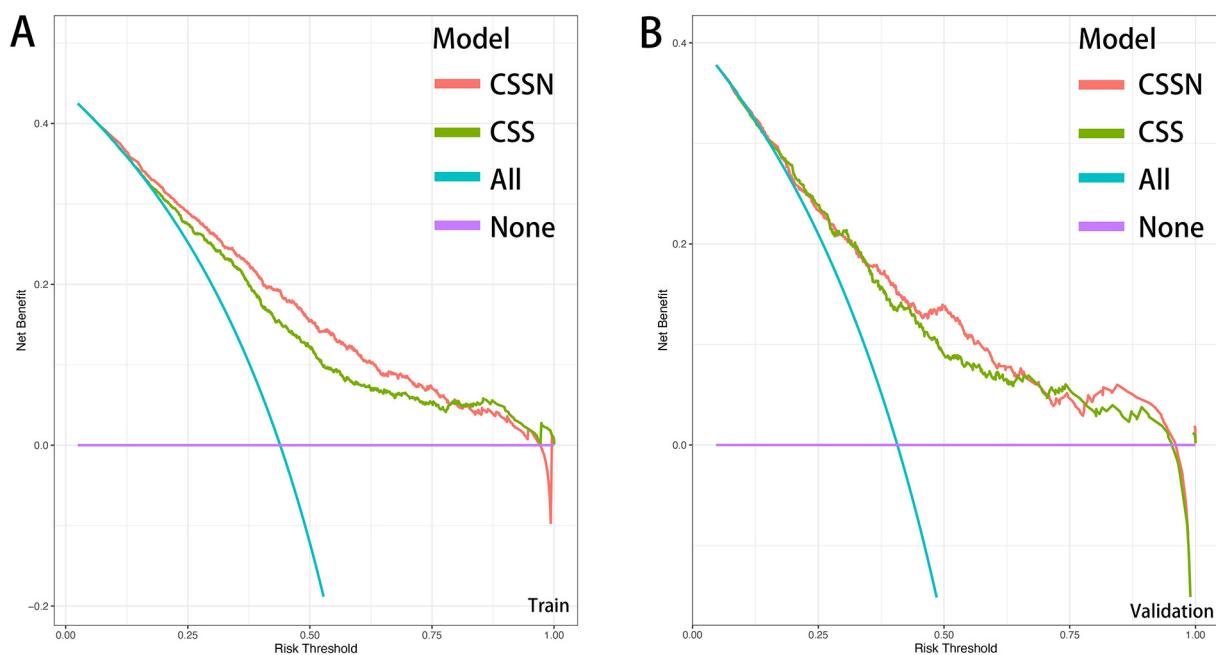 A
Model
CSSN
CSS
All
None
0.4
0.2
0.0
−0.2
Net Benefit
Train
0.00
0.25
0.50
0.75
1.00
Risk Threshold
B
Model
CSSN
CSS
All
None
0.4
0.2
0.0
Net Benefit
Validation
0.00
0.25
0.50
0.75
1.00
Risk Threshold